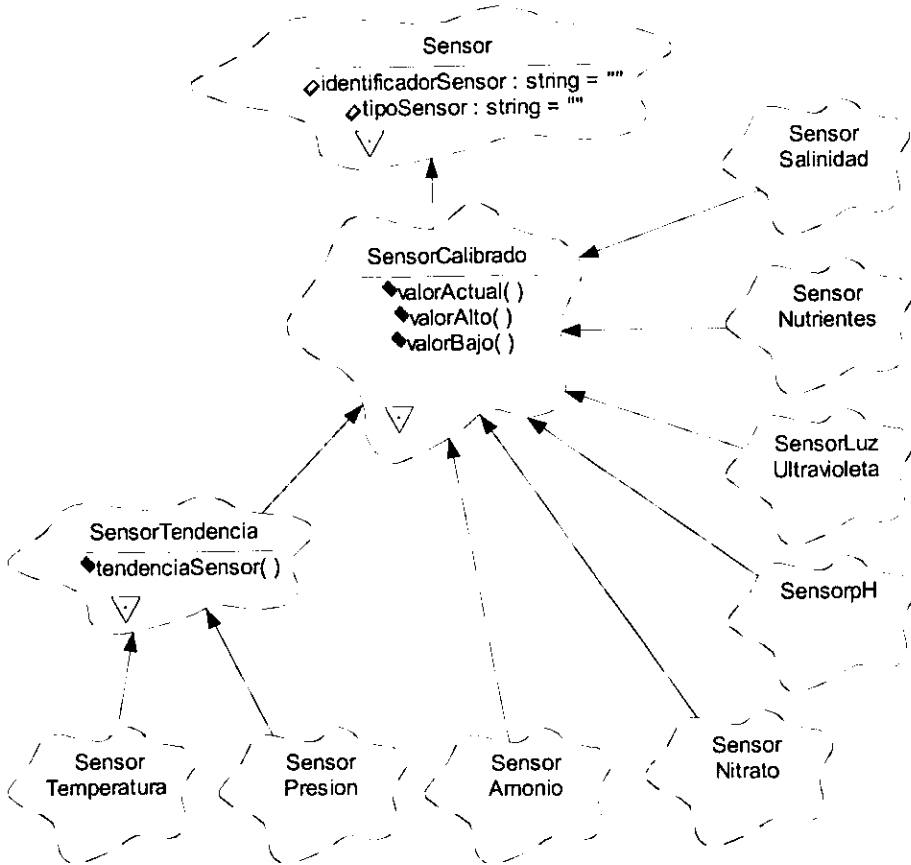 Sensor
identificadorSensor : string = ""
tipoSensor : string = ""
Sensor
Salinidad
SensorCalibrado
valorActual( )
valorAlto( )
valorBajo( )
Sensor
Nutrientes
SensorLuz
Ultravioleta
SensorTendencia
tendenciaSensor( )
SensorpH
Sensor
Temperatura
Sensor
Presion
Sensor
Amonio
Sensor
Nitrato